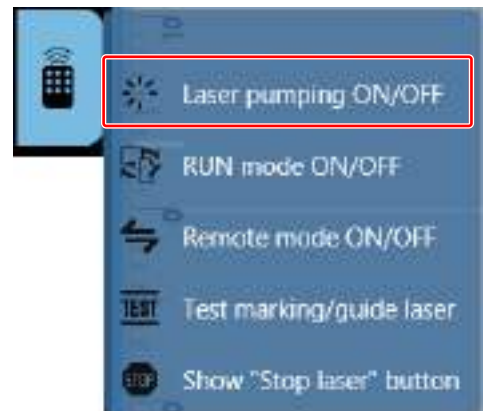 Laser pumping ON/OFF
RUN mode ON/OFF
Remote mode ON/OFF
TEST Test marking/guide laser
STOP Show "Stop laser" button